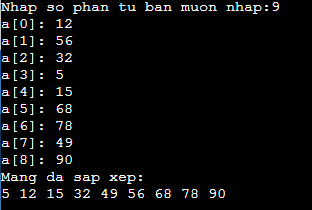 Nhap so phan tu ban muon nhap:9
a[0]: 12
a[1]: 56
a[2]: 32
a[3]: 5
a[4]: 15
a[5]: 68
a[6]: 78
a[7]: 49
a[8]: 90
Mang da sap xep:
5 12 15 32 49 56 68 78 90